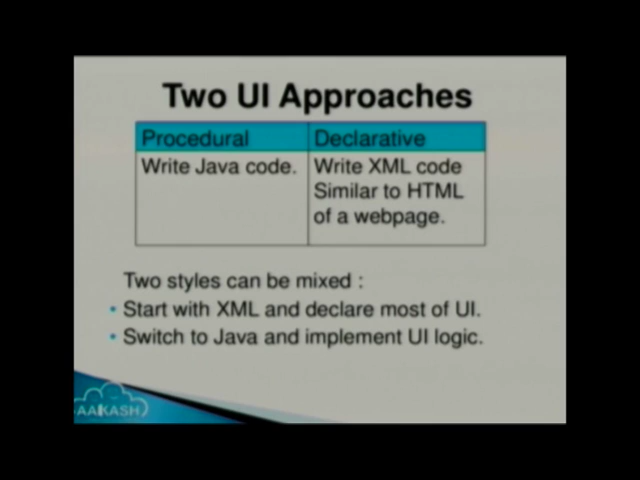 Two UI Approaches
Procedural
Declarative
Write Java code.
Write XML code
Similar to HTML
of a webpage.
Two styles can be mixed :
• Start with XML and declare most of UI.
• Switch to Java and implement UI logic.
AAKASH